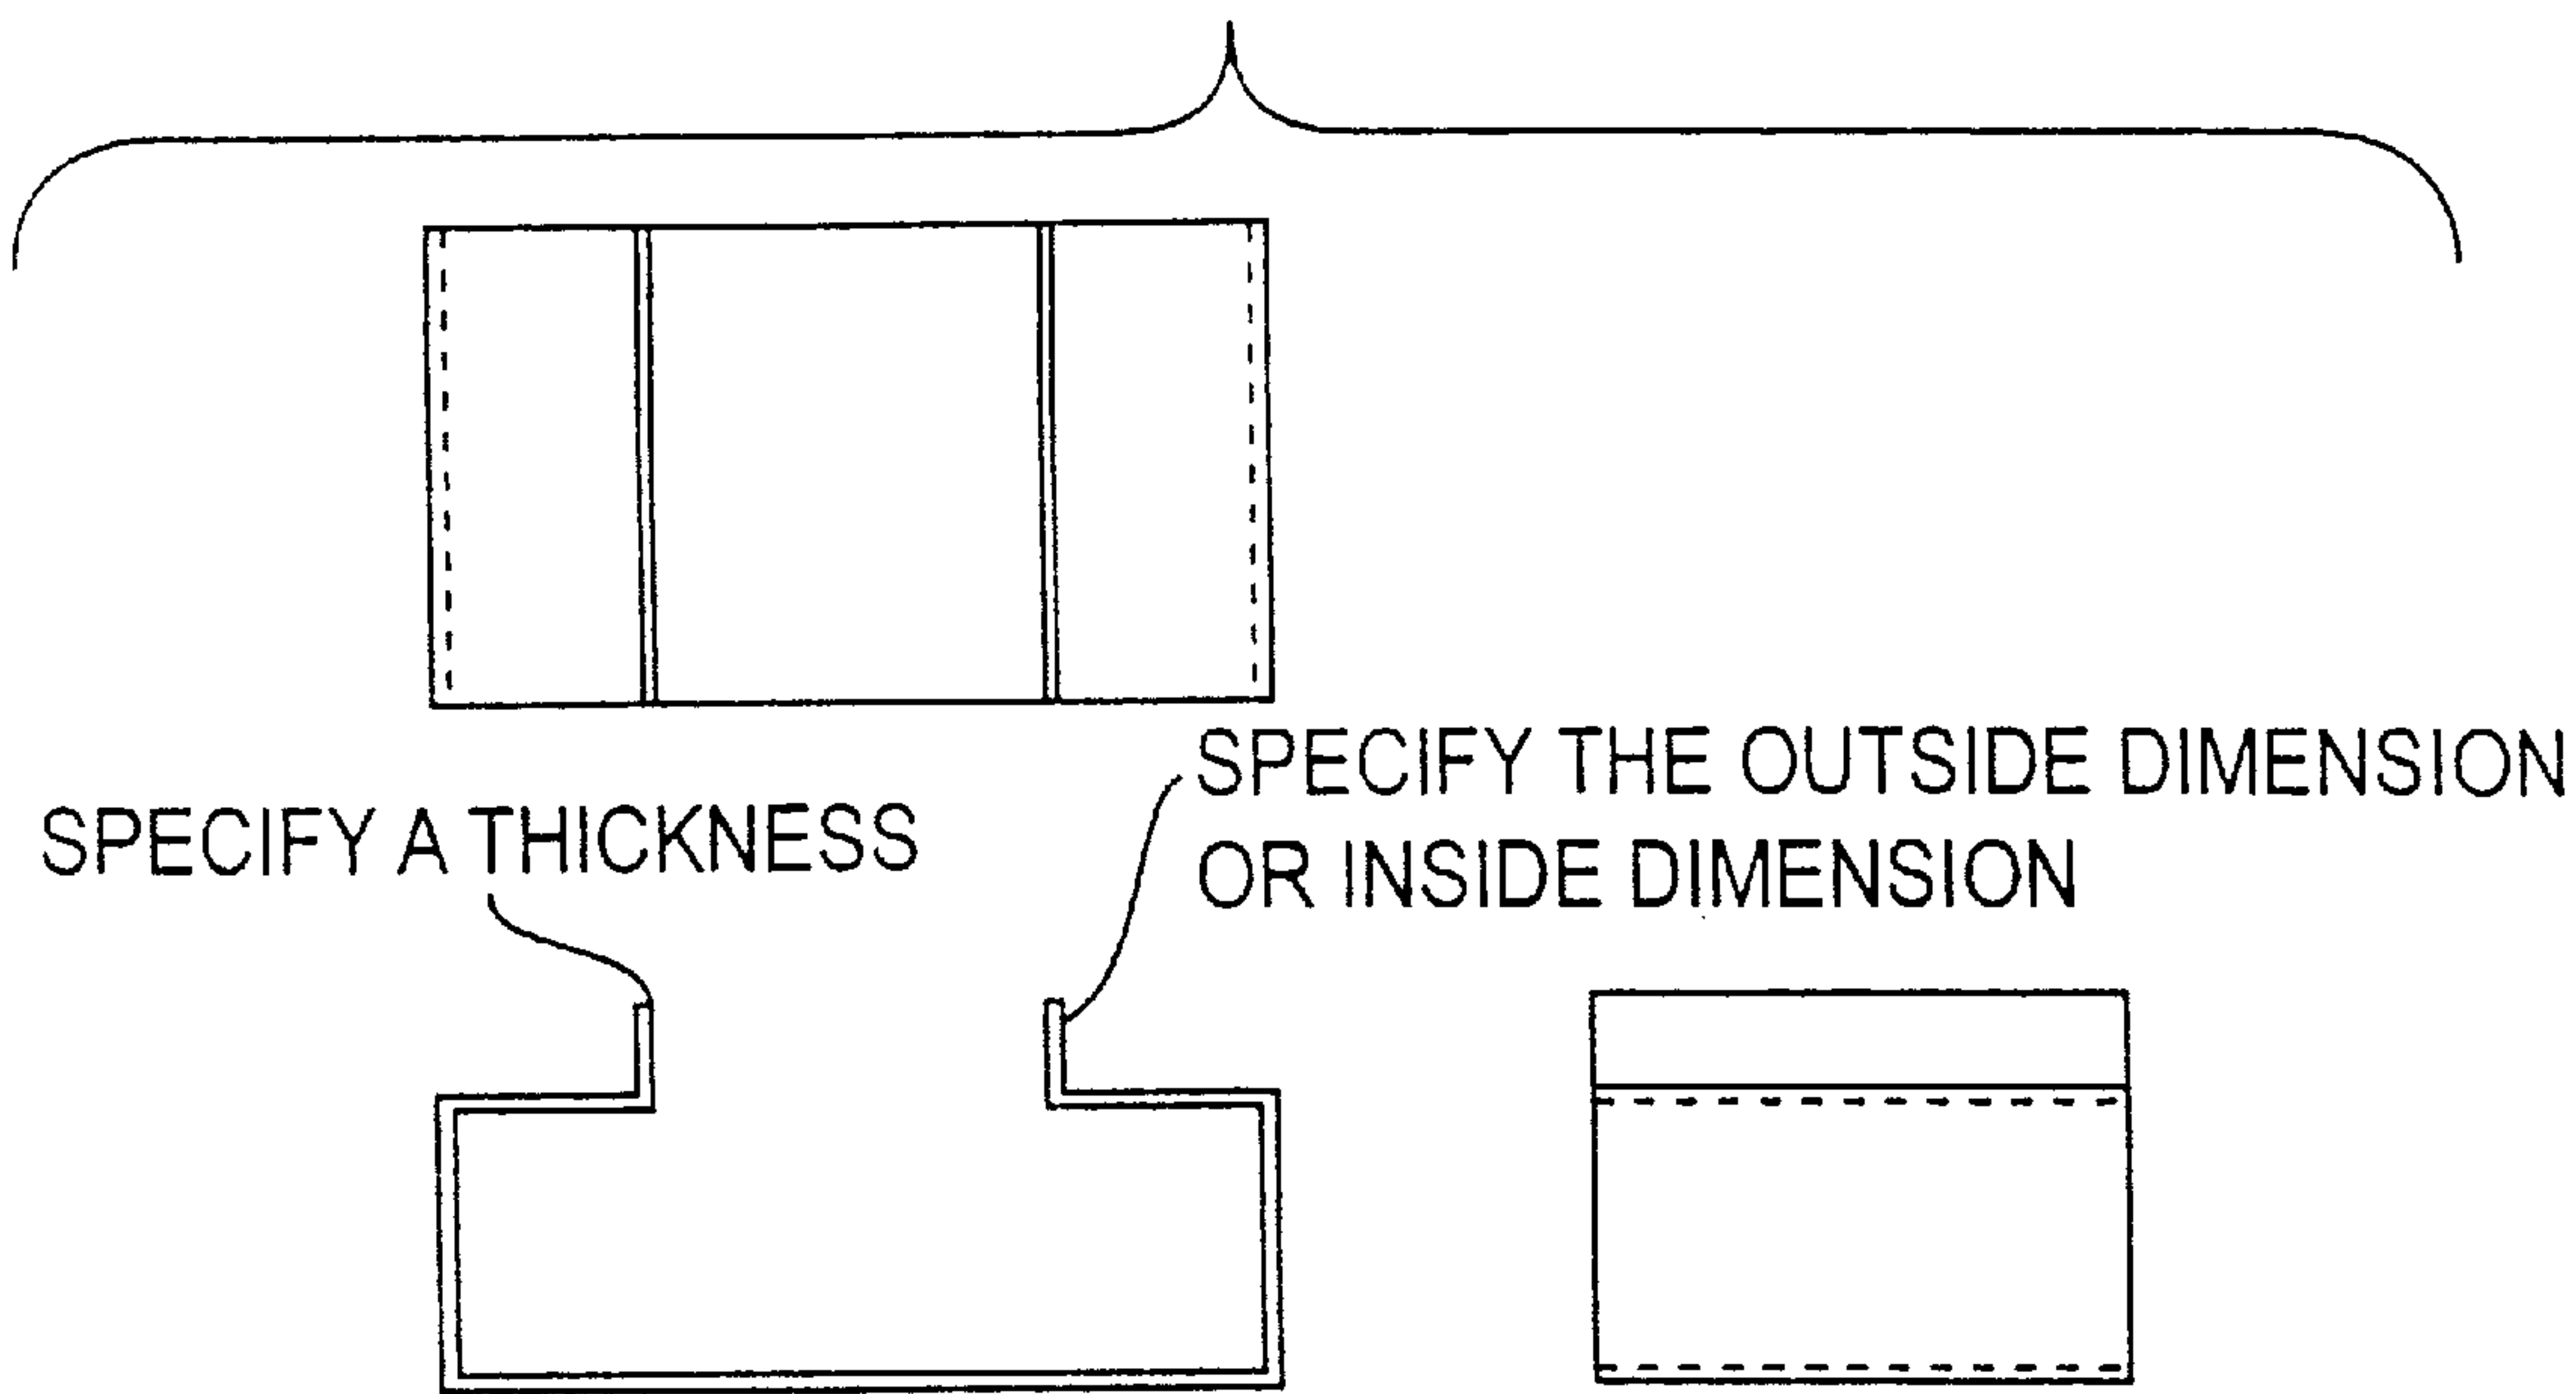 SPECIFY THE OUTSIDE DIMENSION
OR INSIDE DIMENSION
SPECIFY A THICKNESS